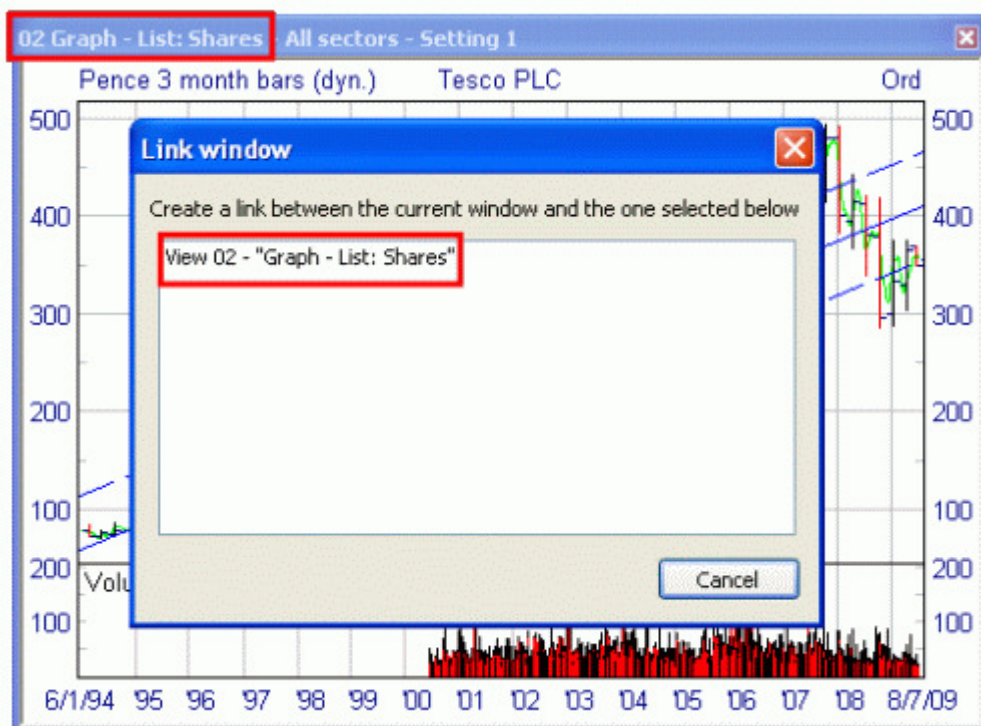 02 Graph - List: Shares All sectors - Setting 1
Pence 3 month bars (dyn.) Tesco PLC Ord
500 500
Link window
Create a link between the current window and the one selected below
View 02 - "Graph - List: Shares"
400 400
300 300
200 200
100 100
200 200
Cancel
Volu
100 100
6/1/94 95 96 97 98 99 00 01 02 03 04 05 06 07 08 8/7/09